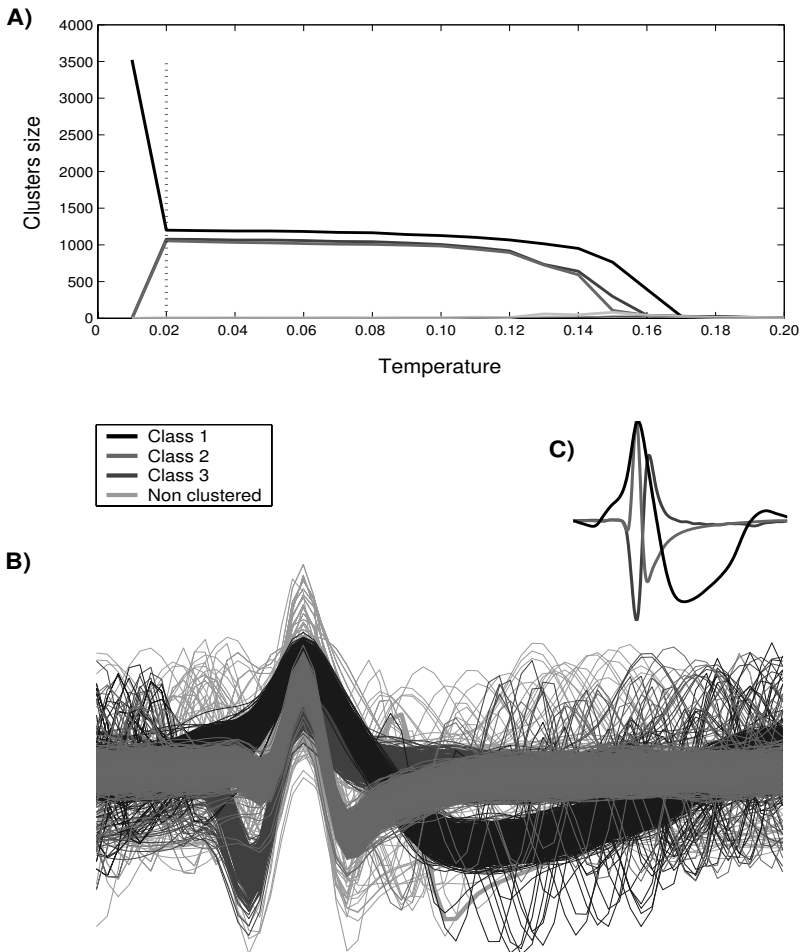 A)
4000
3500
3000
2500
2000
1500
1000
500
0
Clusters size
0 0.02 0.04 0.06 0.08 0.10 0.12 0.14 0.16 0.18 0.20
Temperature
Class 1
Class 2
Class 3
Non clustered
C)
B)